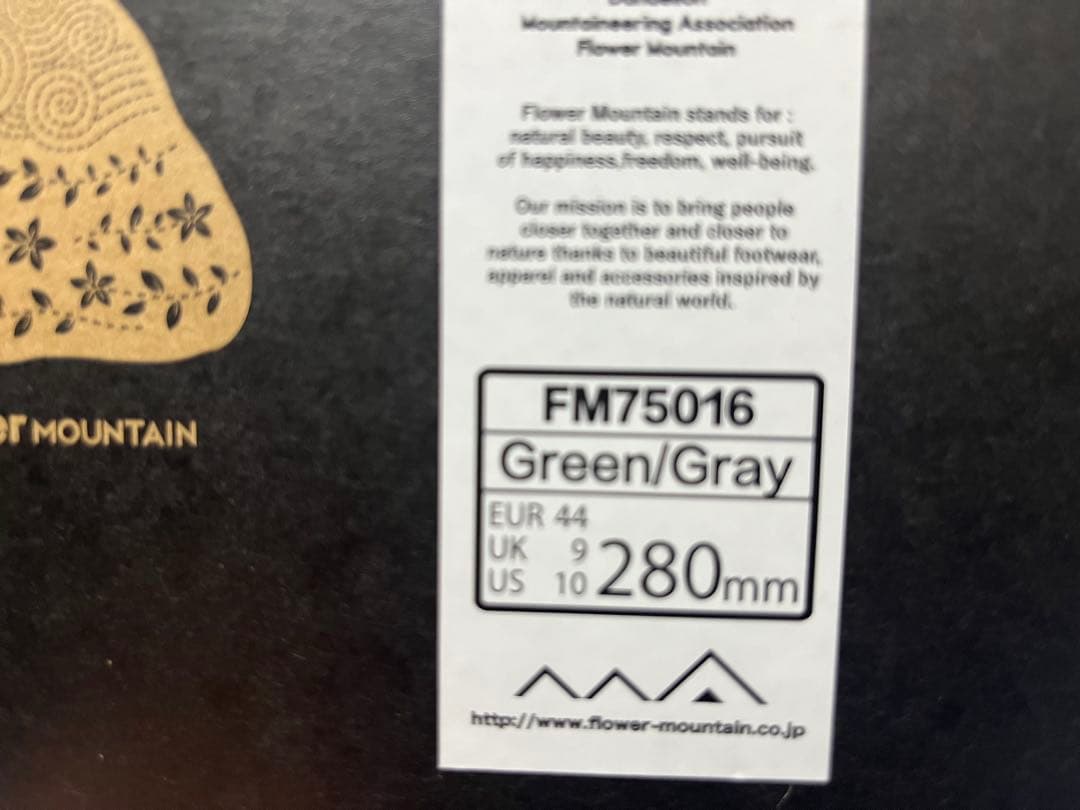 Mountaineering Association
Flower Mountain
Flower Mountain stands for :
natural beauty, respect, pursuit
of happiness,freedom, well-being.
Our mission is to bring people
closer together and closer to
nature thanks to beautiful footwear,
apparel and accessories inspired by
the natural world.
er MOUNTAIN
FM75016
Green/Gray
EUR 44
UK 9
US 10
280mm
http://www.flower-mountain.co.jp